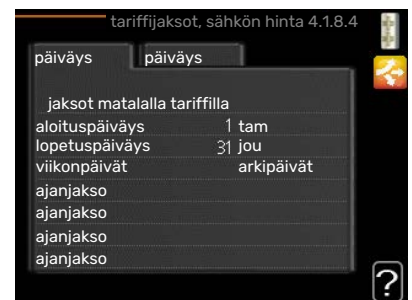 tariffijaksot, sähkön hinta 4.1.8.4
päiväys päiväys
jaksot matalalla tariffilla
aloituspäiväys 1 tam
lopetuspäiväys 31 jou
viikonpäivät arkipäivät
ajanjakso
ajanjakso
ajanjakso
ajanjakso
?